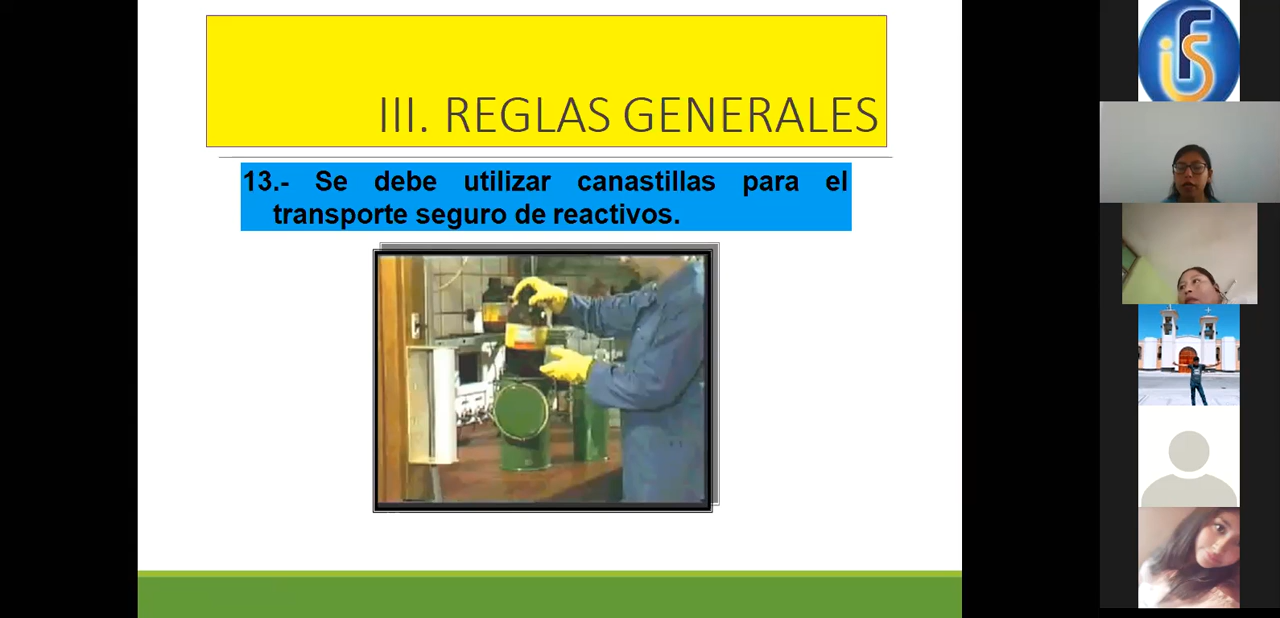 III. REGLAS GENERALES
13.- Se debe utilizar canastillas para el
transporte seguro de reactivos.